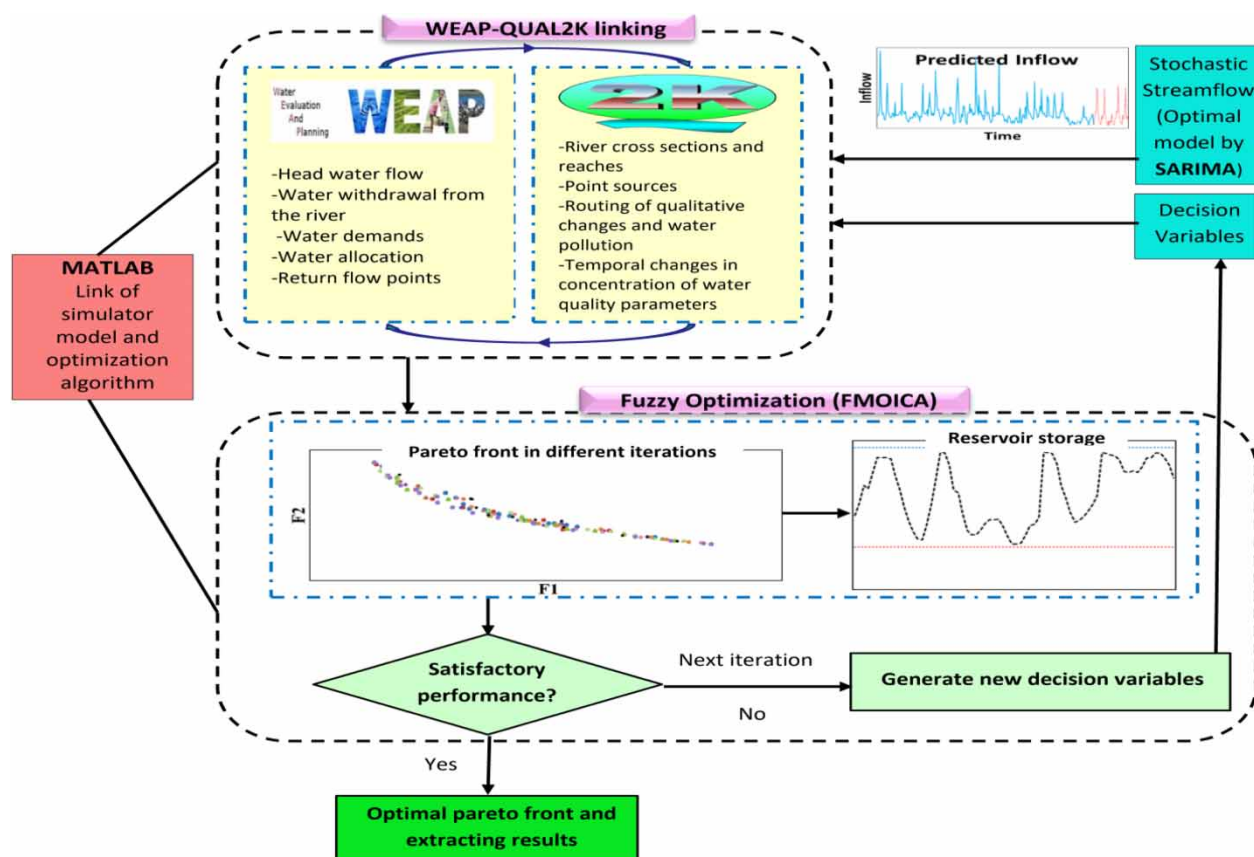 WEAP-QUAL2K linking
Water
Evaluation
And
Planning
WEAP
-Head water flow
-Water withdrawal from
the river
-Water demands
-Water allocation
-Return flow points
2K
-River cross sections and
reaches
-Point sources
-Routing of qualitative
changes and water
pollution
-Temporal changes in
concentration of water
quality parameters
Predicted Inflow
Inflow
Time
Stochastic
Streamflow
(Optimal
model by
SARIMA)
Decision
Variables
MATLAB
Link of
simulator
model and
optimization
algorithm
Fuzzy Optimization (FMOICA)
Pareto front in different iterations
F2
F1
Reservoir storage
Satisfactory
performance?
Next iteration
No
Generate new decision variables
Yes
Optimal pareto front and
extracting results